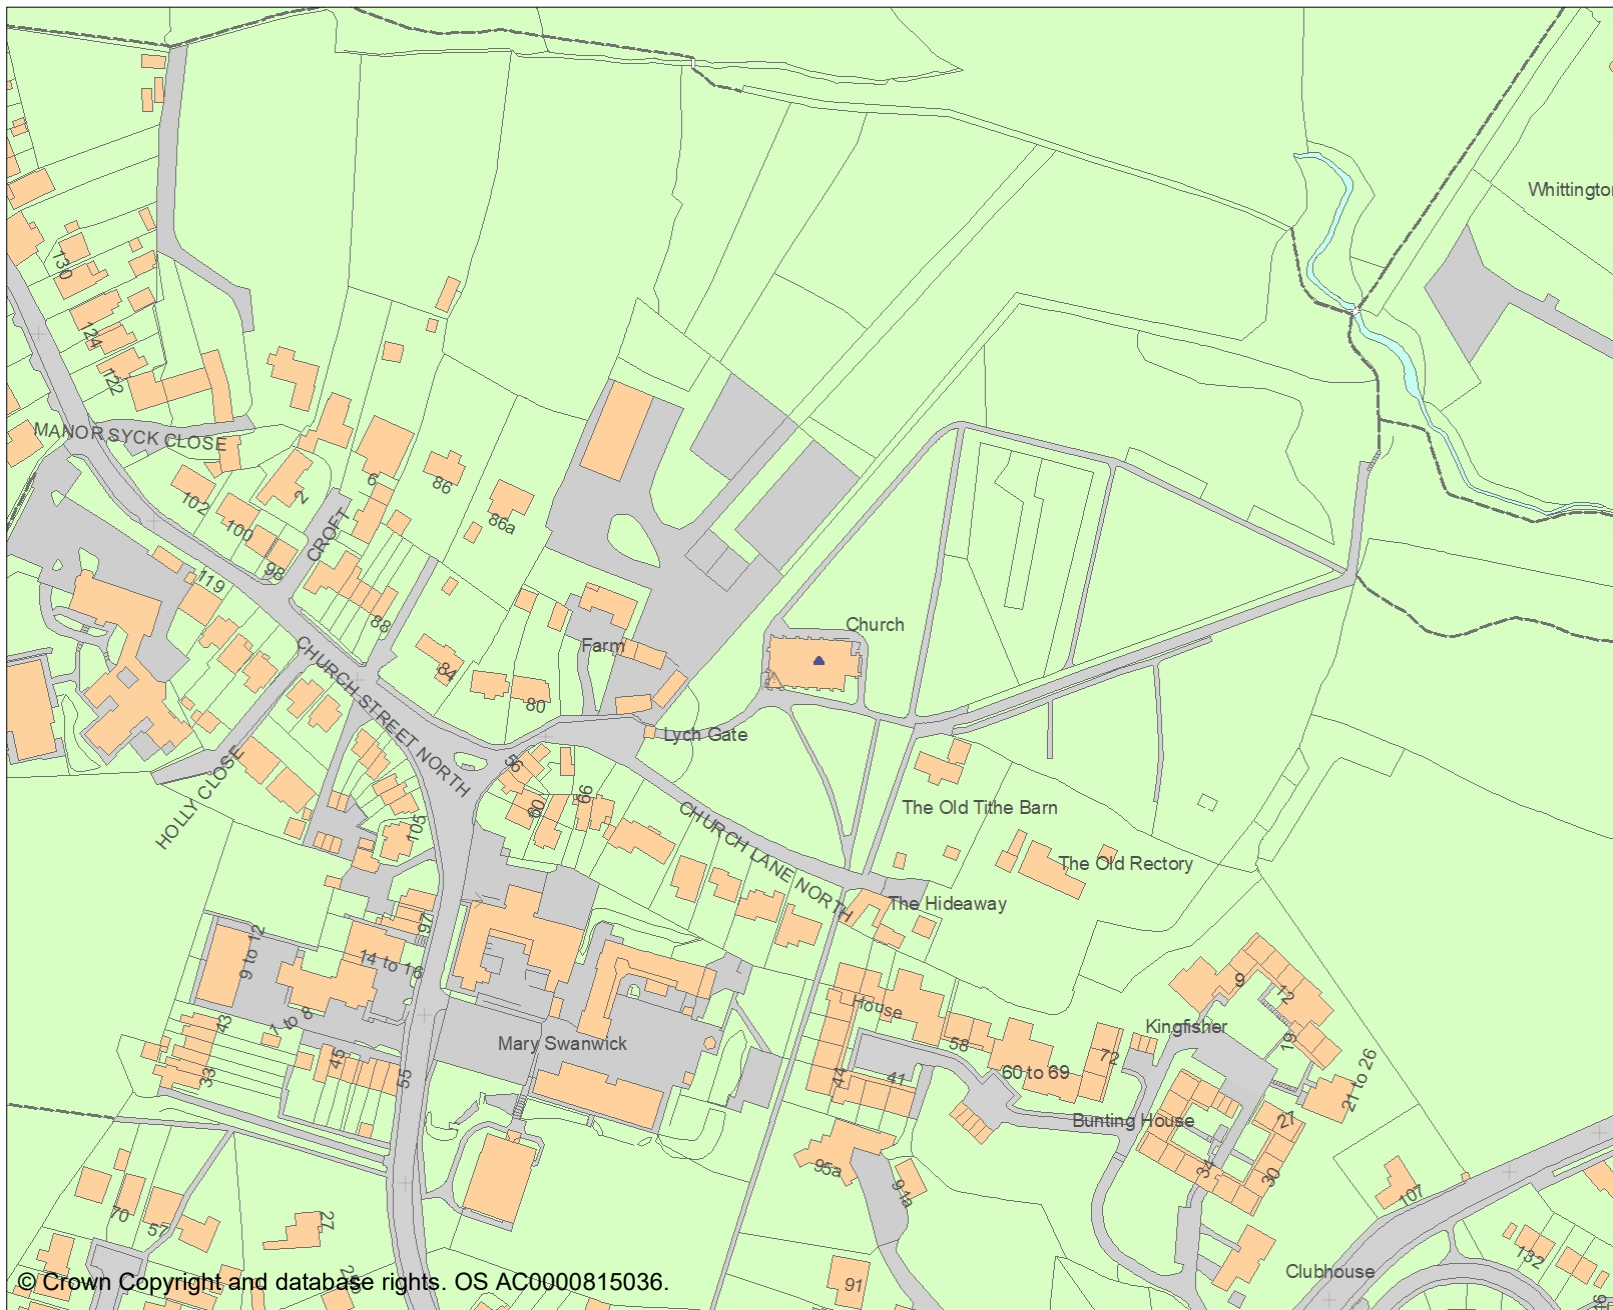 Whittington
130
124
122
MANOR SYCK CLOSE
102
100
98
2
6
86
86a
CROFT
119
88
84
80
Farm
Church
CHURCH STREET NORTH
Lych Gate
HOLLY CLOSE
56
60
66
105
CHURCH LANE NORTH
The Old Tithe Barn
The Old Rectory
The Hideaway
97
9 to 12
14 to 16
1 to 8
43
33
45
55
Mary Swanwick
House
44
41
58
60 to 69
72
Kingfisher
9
12
19
21 to 26
27
30
34
Bunting House
95a
91a
91
107
Clubhouse
132
70
57
27
© Crown Copyright and database rights. OS AC0000815036.